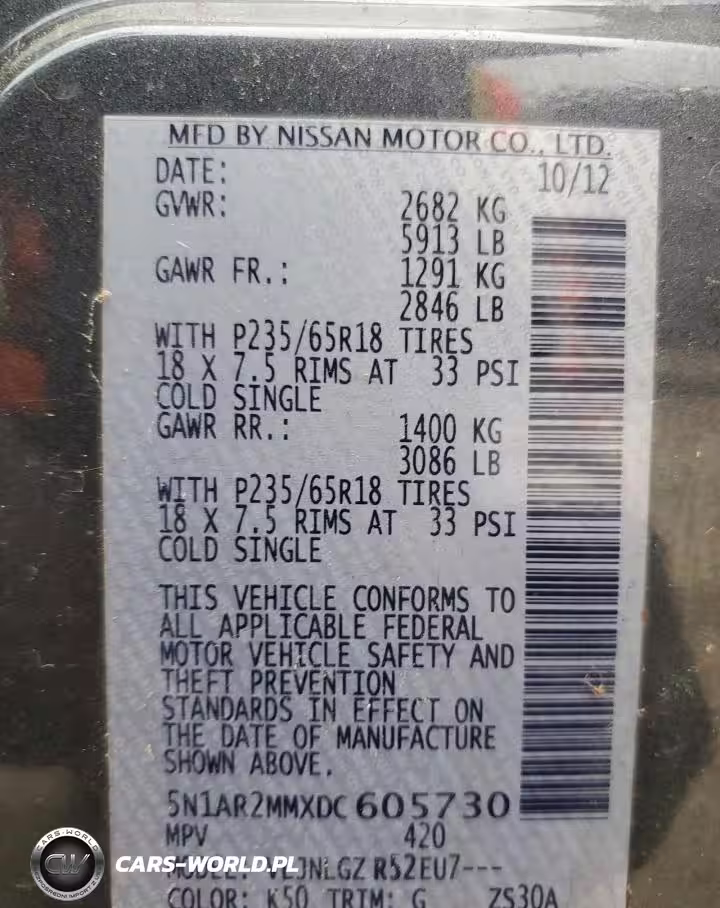 MFD BY NISSAN MOTOR CO., LTD.
DATE: 10/12
GVWR: 2682 KG
5913 LB
GAWR FR.: 1291 KG
2846 LB
WITH P235/65R18 TIRES
18 X 7.5 RIMS AT 33 PSI
COLD SINGLE
GAWR RR.: 1400 KG
3086 LB
WITH P235/65R18 TIRES
18 X 7.5 RIMS AT 33 PSI
COLD SINGLE
THIS VEHICLE CONFORMS TO
ALL APPLICABLE FEDERAL
MOTOR VEHICLE SAFETY AND
THEFT PREVENTION
STANDARDS IN EFFECT ON
THE DATE OF MANUFACTURE
SHOWN ABOVE.
5N1AR2MMXDC605730
MPV 420
R52EU7---
COLOR: K50 TRIM: G ZS30A
CARS-WORLD
CW
CARS-WORLD.PL